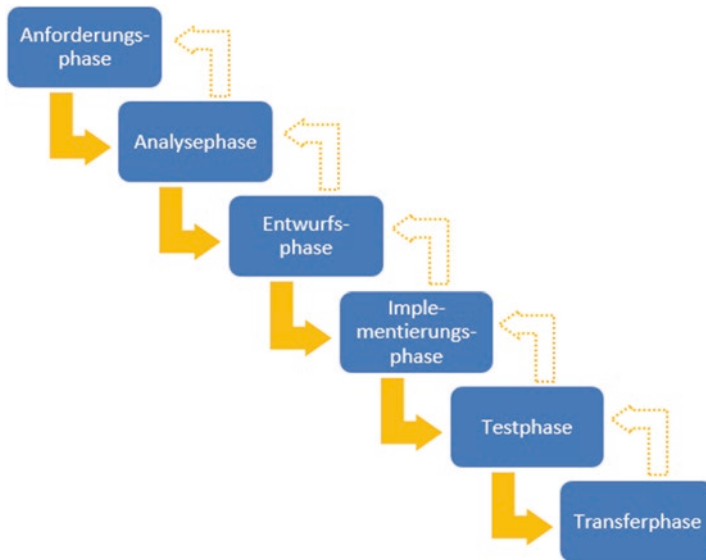 Anforderungs-
phase
Analysephase
Entwurfs-
phase
Imple-
mentierungs-
phase
Testphase
Transferphase